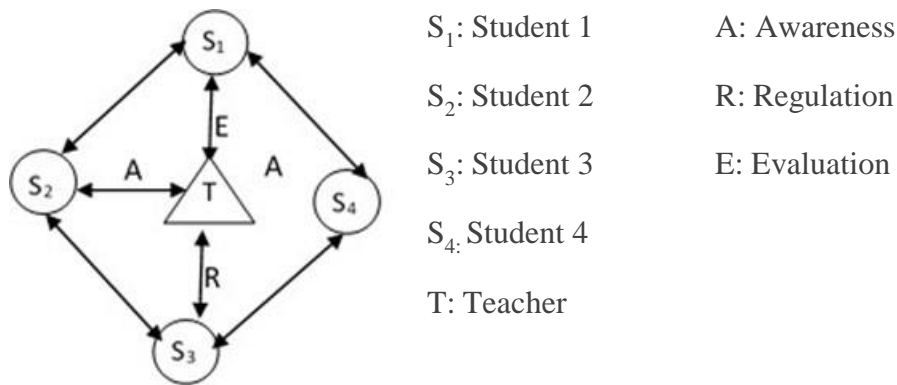 S₁
E
A
A
S₂
T
S₄
R
S₃
S₁: Student 1 A: Awareness
S₂: Student 2 R: Regulation
S₃: Student 3 E: Evaluation
S₄: Student 4
T: Teacher